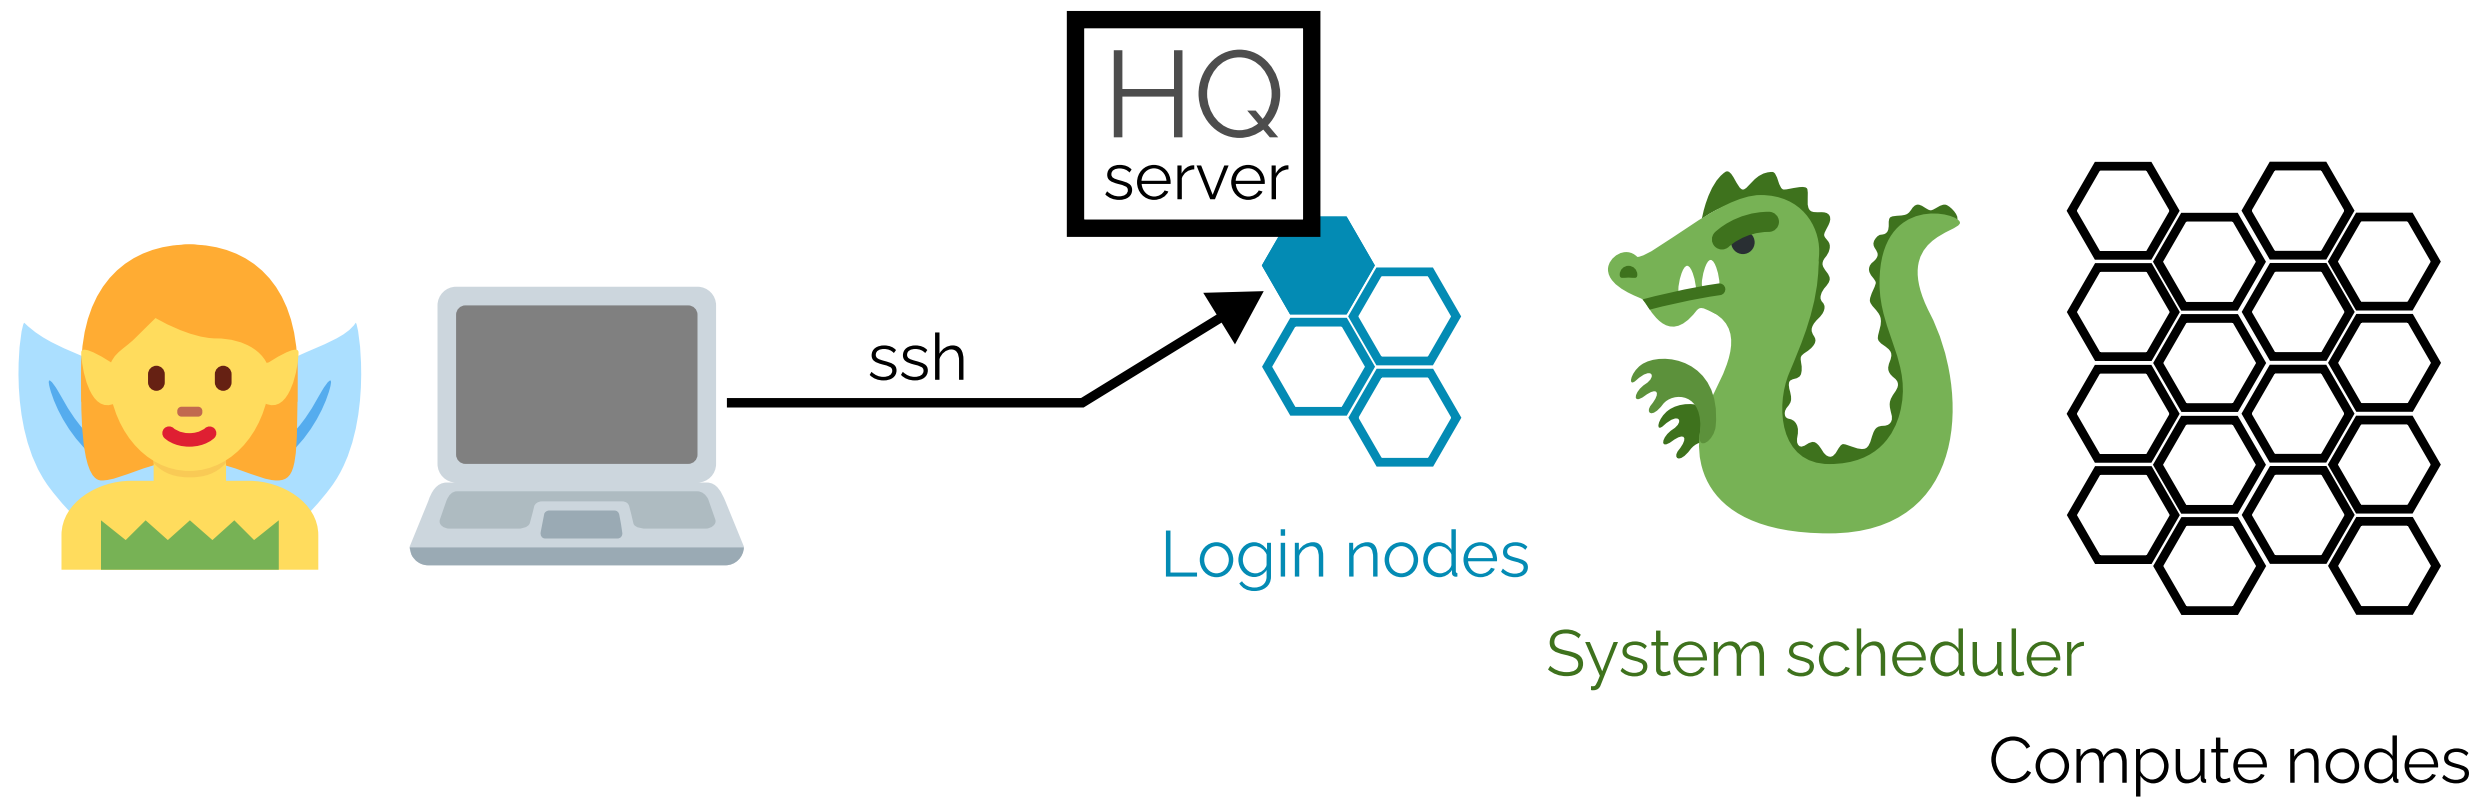 HQ
server
ssh
Login nodes
System scheduler
Compute nodes